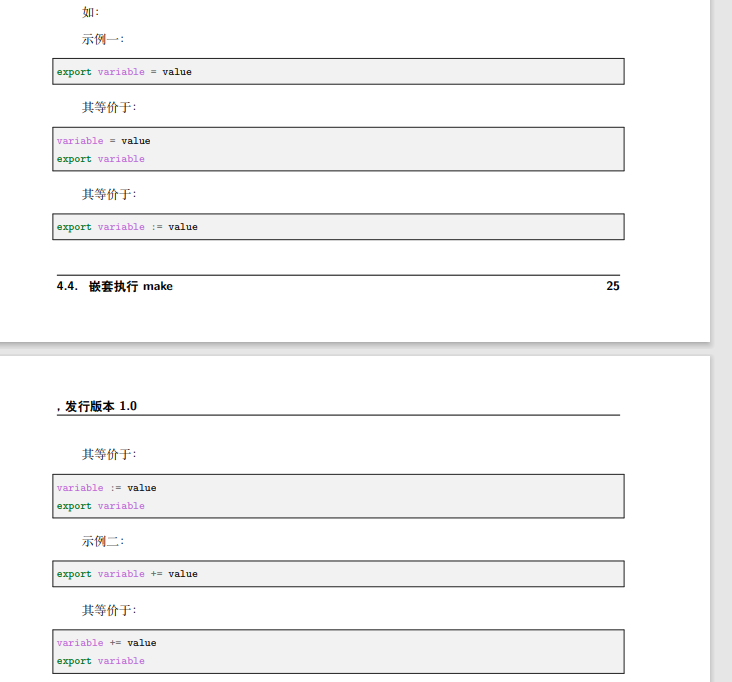 如：
示例一：
export variable = value
其等价于：
variable = value
export variable
其等价于：
export variable := value
4.4. 嵌套执行 make 25
, 发行版本 1.0
其等价于：
variable := value
export variable
示例二：
export variable += value
其等价于：
variable += value
export variable